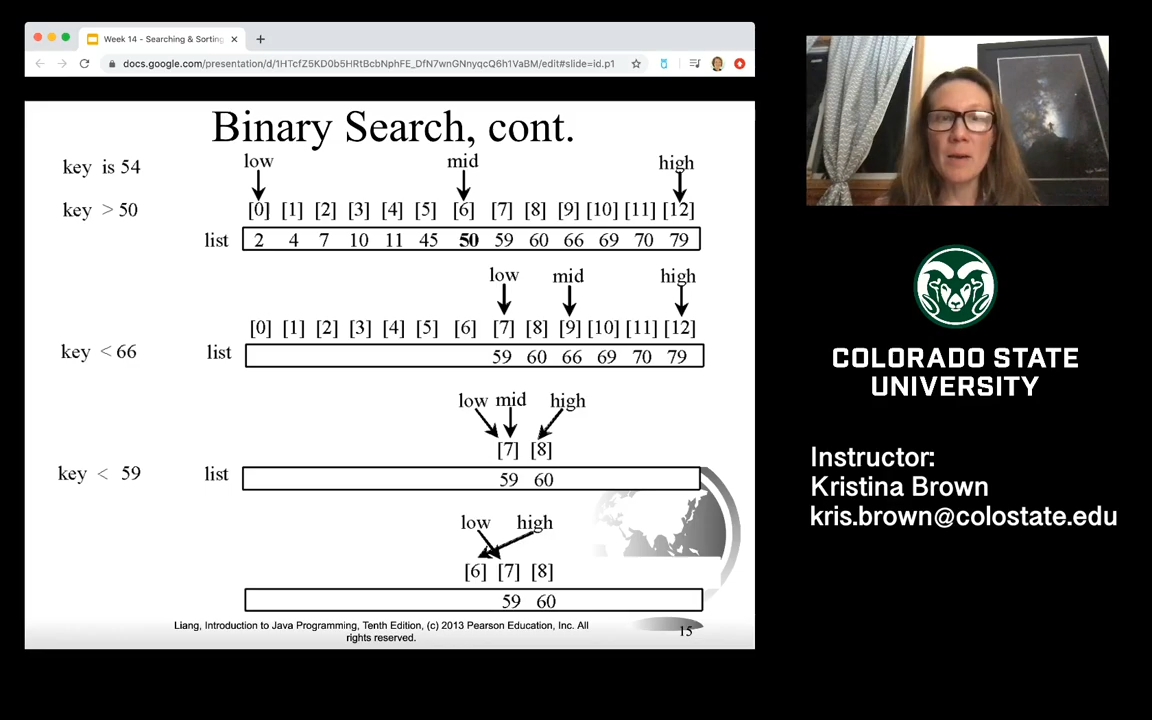 Week 14 - Searching & Sorting
docs.google.com/presentation/d/1HTcfZ5KD0b5HRtBcbNphFE_DfN7wnGNnyqcQ6h1VaBM/edit#slide=id.p1
Binary Search, cont.
key is 54
low mid high
key > 50
[0] [1] [2] [3] [4] [5] [6] [7] [8] [9] [10] [11] [12]
list 2 4 7 10 11 45 50 59 60 66 69 70 79
low mid high
[0] [1] [2] [3] [4] [5] [6] [7] [8] [9] [10] [11] [12]
key < 66 list 59 60 66 69 70 79
low mid high
[7] [8]
key < 59 list 59 60
low high
[6] [7] [8]
59 60
Liang, Introduction to Java Programming, Tenth Edition, (c) 2013 Pearson Education, Inc. All
rights reserved.
15
COLORADO STATE
UNIVERSITY
Instructor:
Kristina Brown
kris.brown@colostate.edu